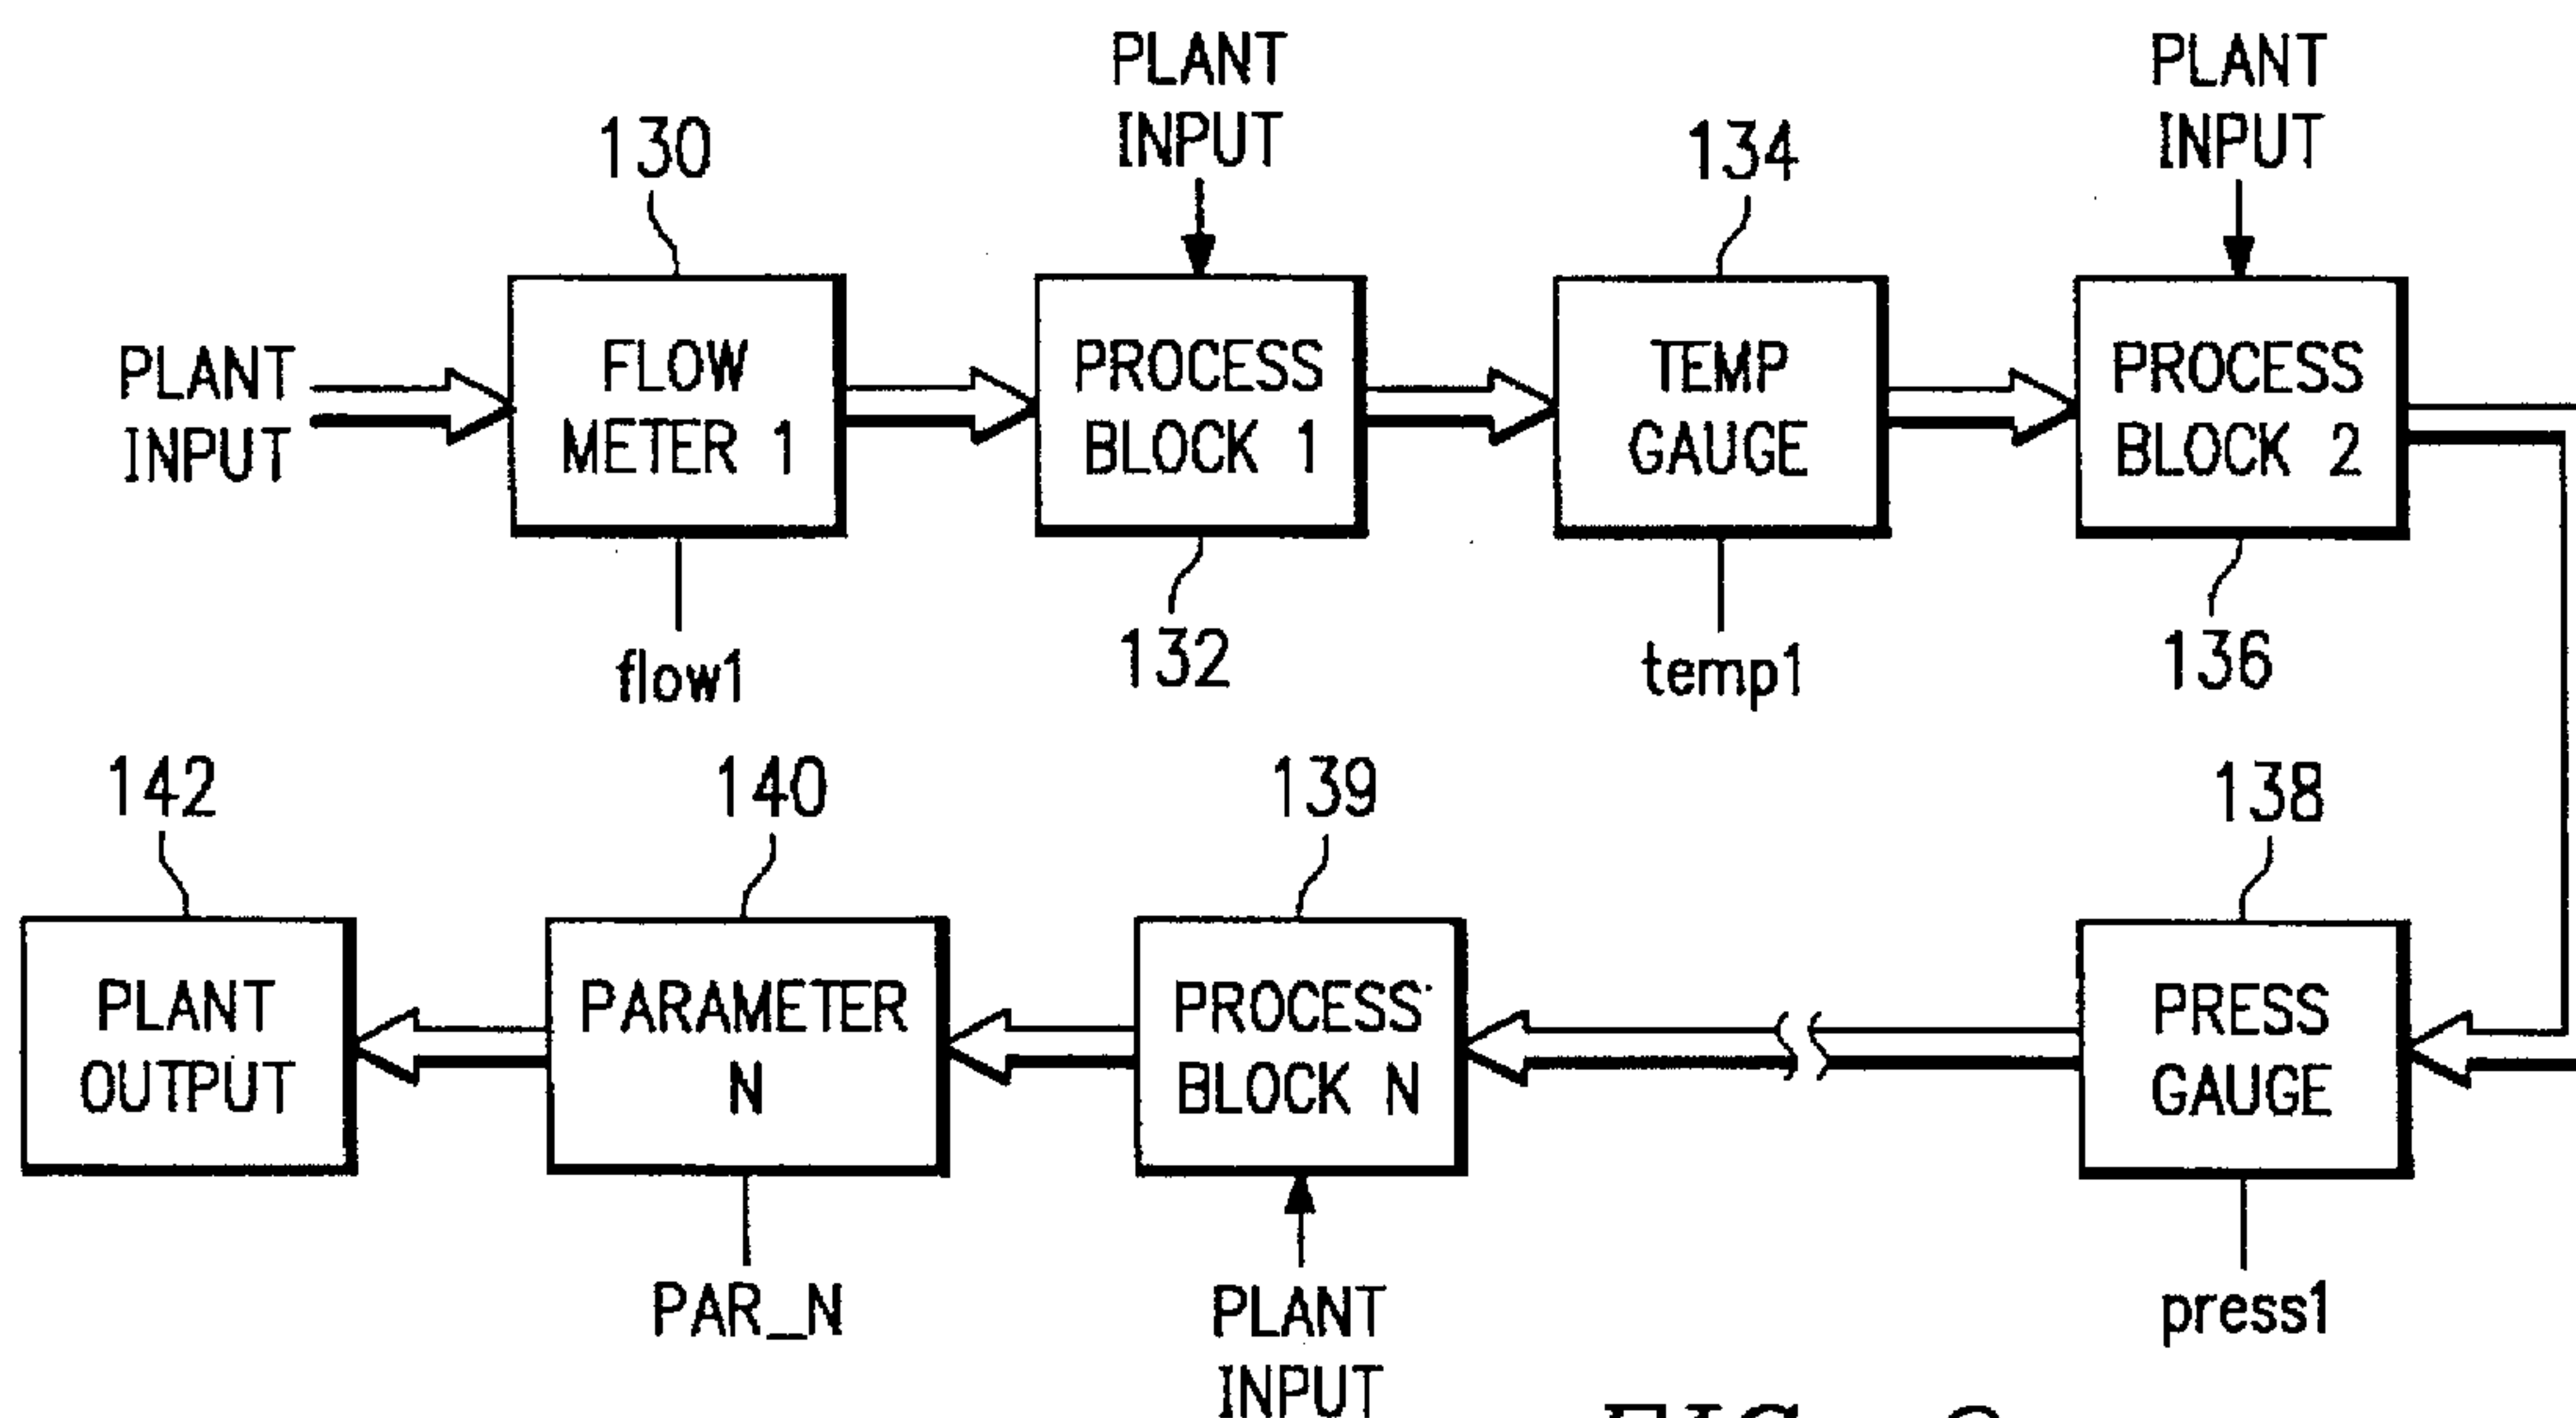 PLANT
INPUT
PLANT
INPUT
130
134
PLANT
INPUT
FLOW
METER 1
PROCESS
BLOCK 1
TEMP
GAUGE
PROCESS
BLOCK 2
flow1
132
temp1
136
142
140
139
138
PLANT
OUTPUT
PARAMETER
N
PROCESS
BLOCK N
PRESS
GAUGE
PAR_N
PLANT
INPUT
press1